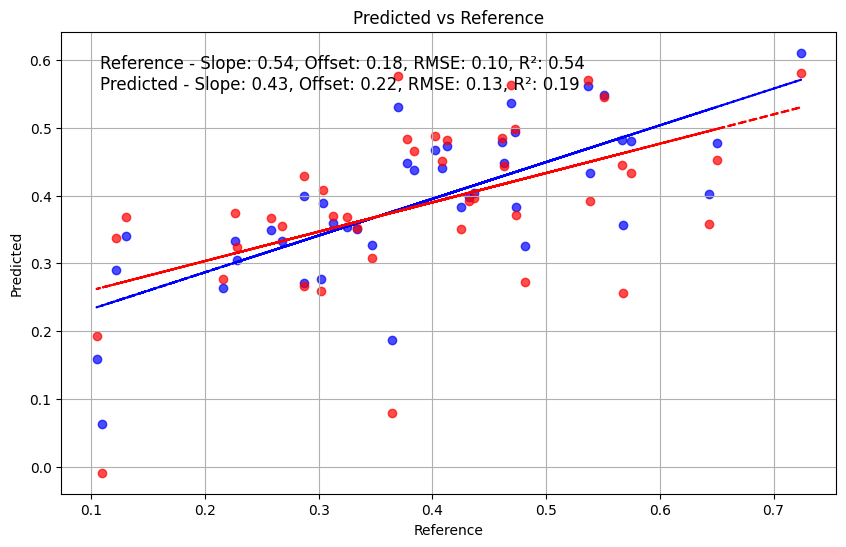 Predicted vs Reference
Reference - Slope: 0.54, Offset: 0.18, RMSE: 0.10, R²: 0.54
Predicted - Slope: 0.43, Offset: 0.22, RMSE: 0.13, R²: 0.19
0.6
0.5
0.4
0.3
0.2
0.1
0.0
Predicted
0.1 0.2 0.3 0.4 0.5 0.6 0.7
Reference